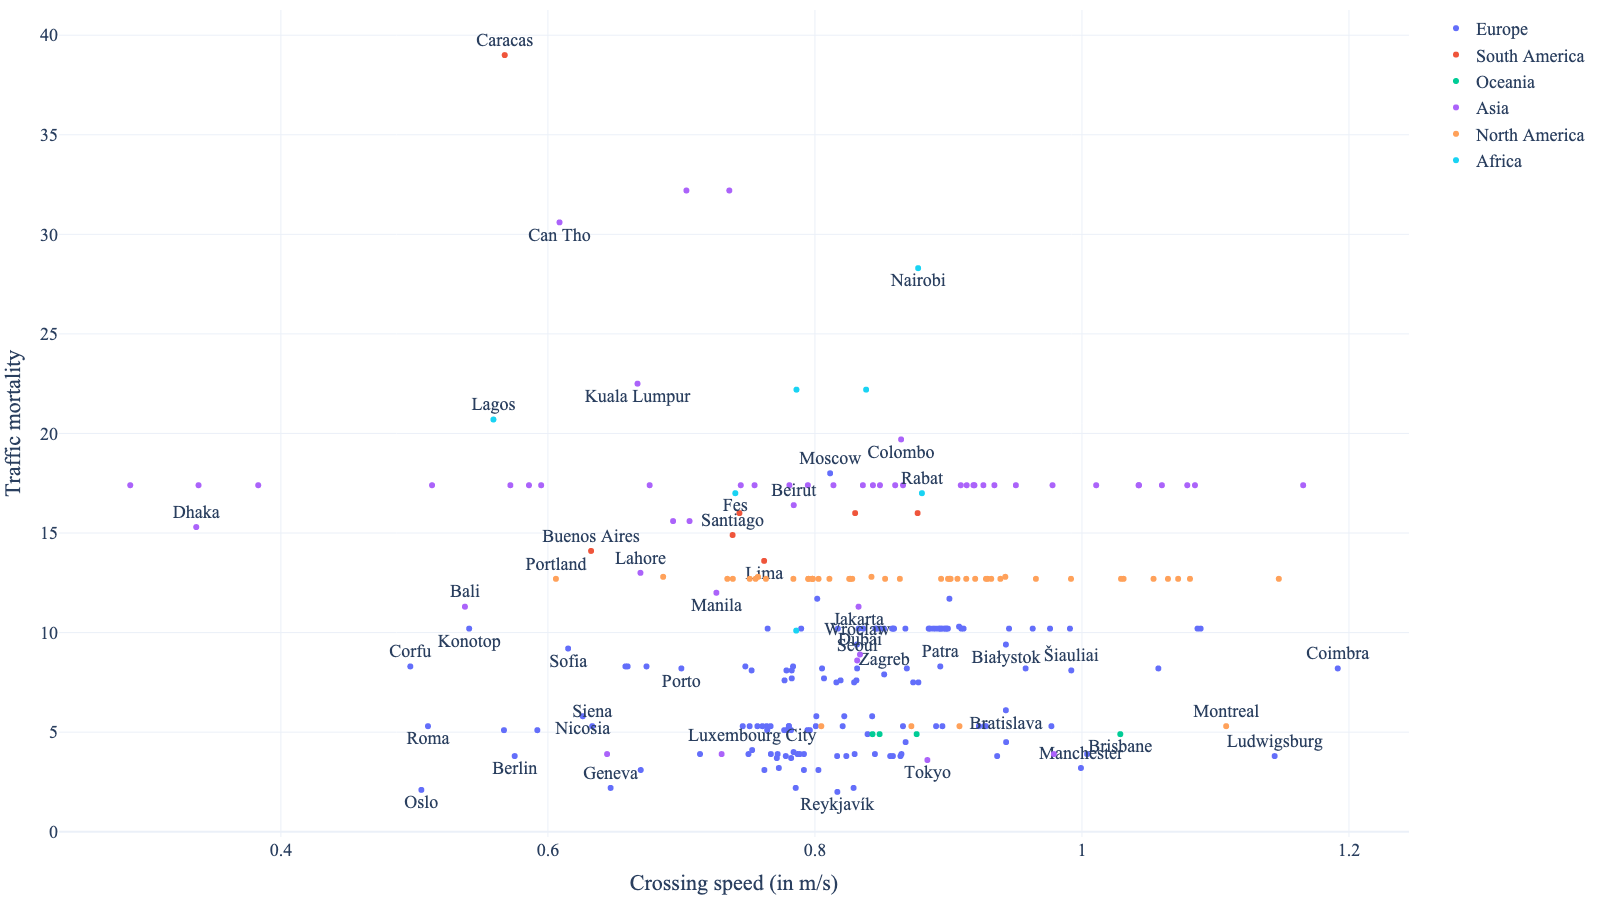 Caracas
Can Tho
Nairobi
Kuala Lumpur
Lagos
Moscow
Colombo
Rabat
Beirut
Fes
Dhaka
Santiago
Buenos Aires
Lahore
Portland
Lima
Bali
Manila
Jakarta
Wrocław
Dubai
Seoul
Konotop
Corfu
Sofia
Porto
Zagreb
Patra
Białystok
Šiauliai
Coimbra
Siena
Nicosia
Roma
Luxembourg City
Bratislava
Montreal
Brisbane
Manchester
Ludwigsburg
Berlin
Geneva
Tokyo
Oslo
Reykjavík
40
35
30
25
20
15
10
5
0
0.4
0.6
0.8
1
1.2
Traffic mortality
Crossing speed (in m/s)
Europe
South America
Oceania
Asia
North America
Africa